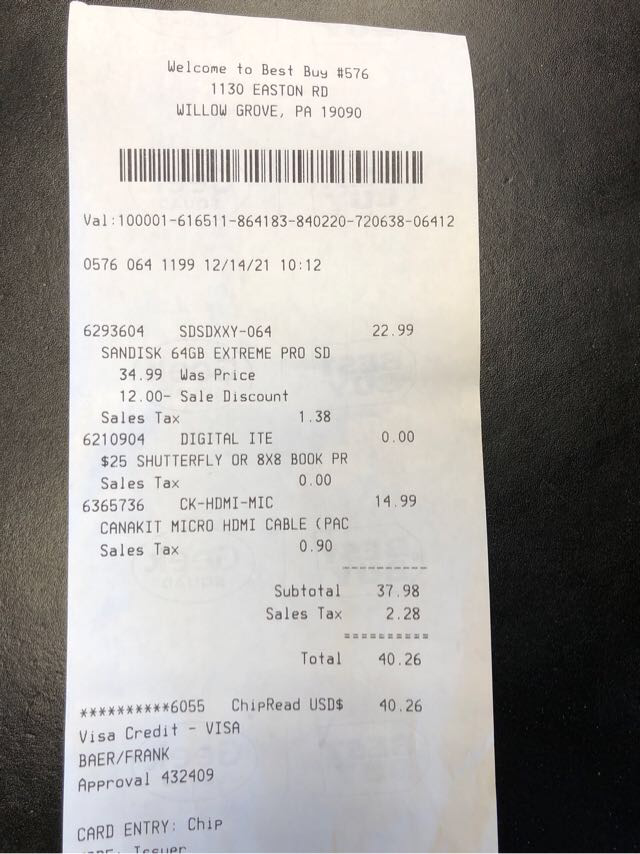 Welcome to Best Buy #576
1130 EASTON RD
WILLOW GROVE, PA 19090
Val:100001-616511-864183-840220-720638-06412
0576 064 1199 12/14/21 10:12
6293604 SDSDXXY-064 22.99
SANDISK 64GB EXTREME PRO SD
34.99 Was Price
12.00- Sale Discount
Sales Tax 1.38
6210904 DIGITAL ITE 0.00
$25 SHUTTERFLY OR 8X8 BOOK PR
Sales Tax 0.00
6365736 CK-HDMI-MIC 14.99
CANAKIT MICRO HDMI CABLE (PAC
Sales Tax 0.90
----------
Subtotal 37.98
Sales Tax 2.28
==========
Total 40.26
**********6055 ChipRead USD$ 40.26
Visa Credit - VISA
BAER/FRANK
Approval 432409
CARD ENTRY: Chip
Issuer